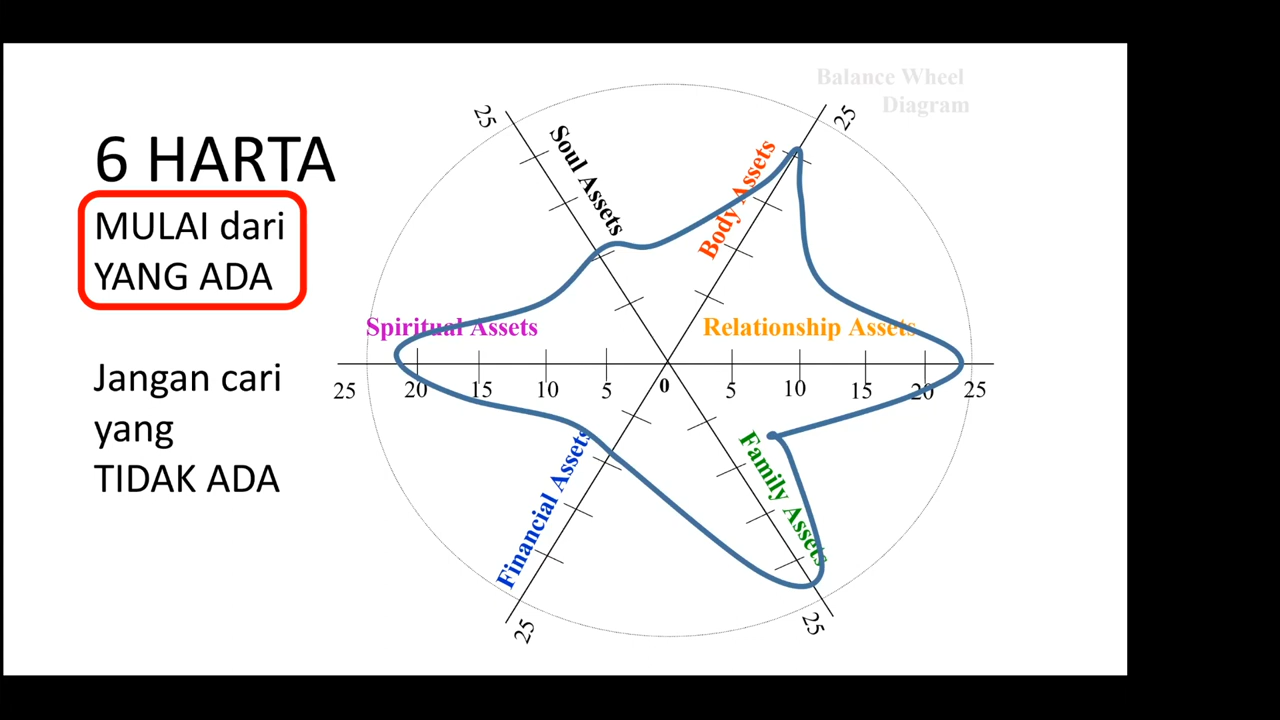 Balance Wheel
Diagram
6 HARTA
MULAI dari
YANG ADA
Jangan cari
yang
TIDAK ADA
25
Soul Assets
Body Assets
25
Spiritual Assets
Relationship Assets
25 20 15 10 5 0 5 10 15 20 25
Financial Assets
Family Assets
25
25